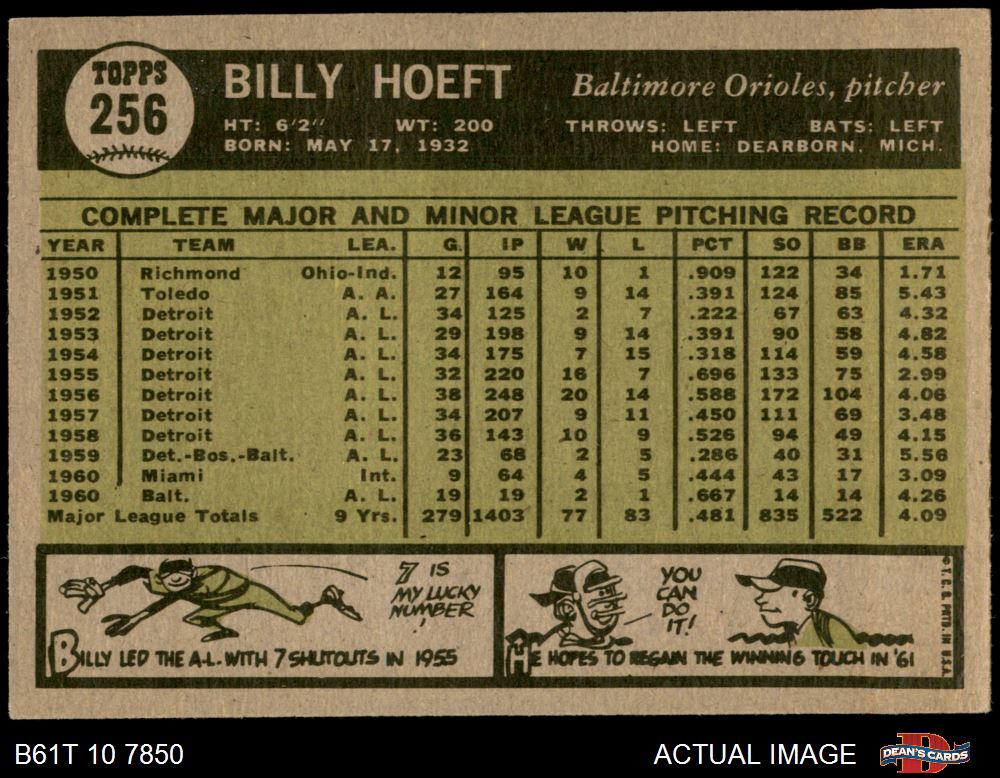 TOPPS
256
BILLY HOEFT
Baltimore Orioles, pitcher
HT: 6'2" WT: 200
THROWS: LEFT BATS: LEFT
BORN: MAY 17, 1932
HOME: DEARBORN, MICH.
COMPLETE MAJOR AND MINOR LEAGUE PITCHING RECORD
YEAR TEAM LEA. G. IP W L PCT SO BB ERA
1950 Richmond Ohio-Ind. 12 95 10 1 .909 122 34 1.71
1951 Toledo A. A. 27 164 9 14 .391 124 85 5.43
1952 Detroit A. L. 34 125 2 7 .222 67 63 4.32
1953 Detroit A. L. 29 198 9 14 .391 90 58 4.82
1954 Detroit A. L. 34 175 7 15 .318 114 59 4.58
1955 Detroit A. L. 32 220 16 7 .696 133 75 2.99
1956 Detroit A. L. 38 248 20 14 .588 172 104 4.06
1957 Detroit A. L. 34 207 9 11 .450 111 69 3.48
1958 Detroit A. L. 36 143 10 9 .526 94 49 4.15
1959 Det.-Bos.-Balt. A. L. 23 68 2 5 .286 40 31 5.56
1960 Miami Int. 9 64 4 5 .444 43 17 3.09
1960 Balt. A. L. 19 19 2 1 .667 14 14 4.26
Major League Totals 9 Yrs. 279 1403 77 83 .481 835 522 4.09
7 IS
MY LUCKY
NUMBER
!
BILLY LED THE A.L. WITH 7 SHUTOUTS IN 1955
YOU
CAN
DO
IT!
HE HOPES TO REGAIN THE WINNING TOUCH IN '61
© T. C. G. PRTD. IN U.S.A.
B61T 10 7850
ACTUAL IMAGE
DEAN'S CARDS